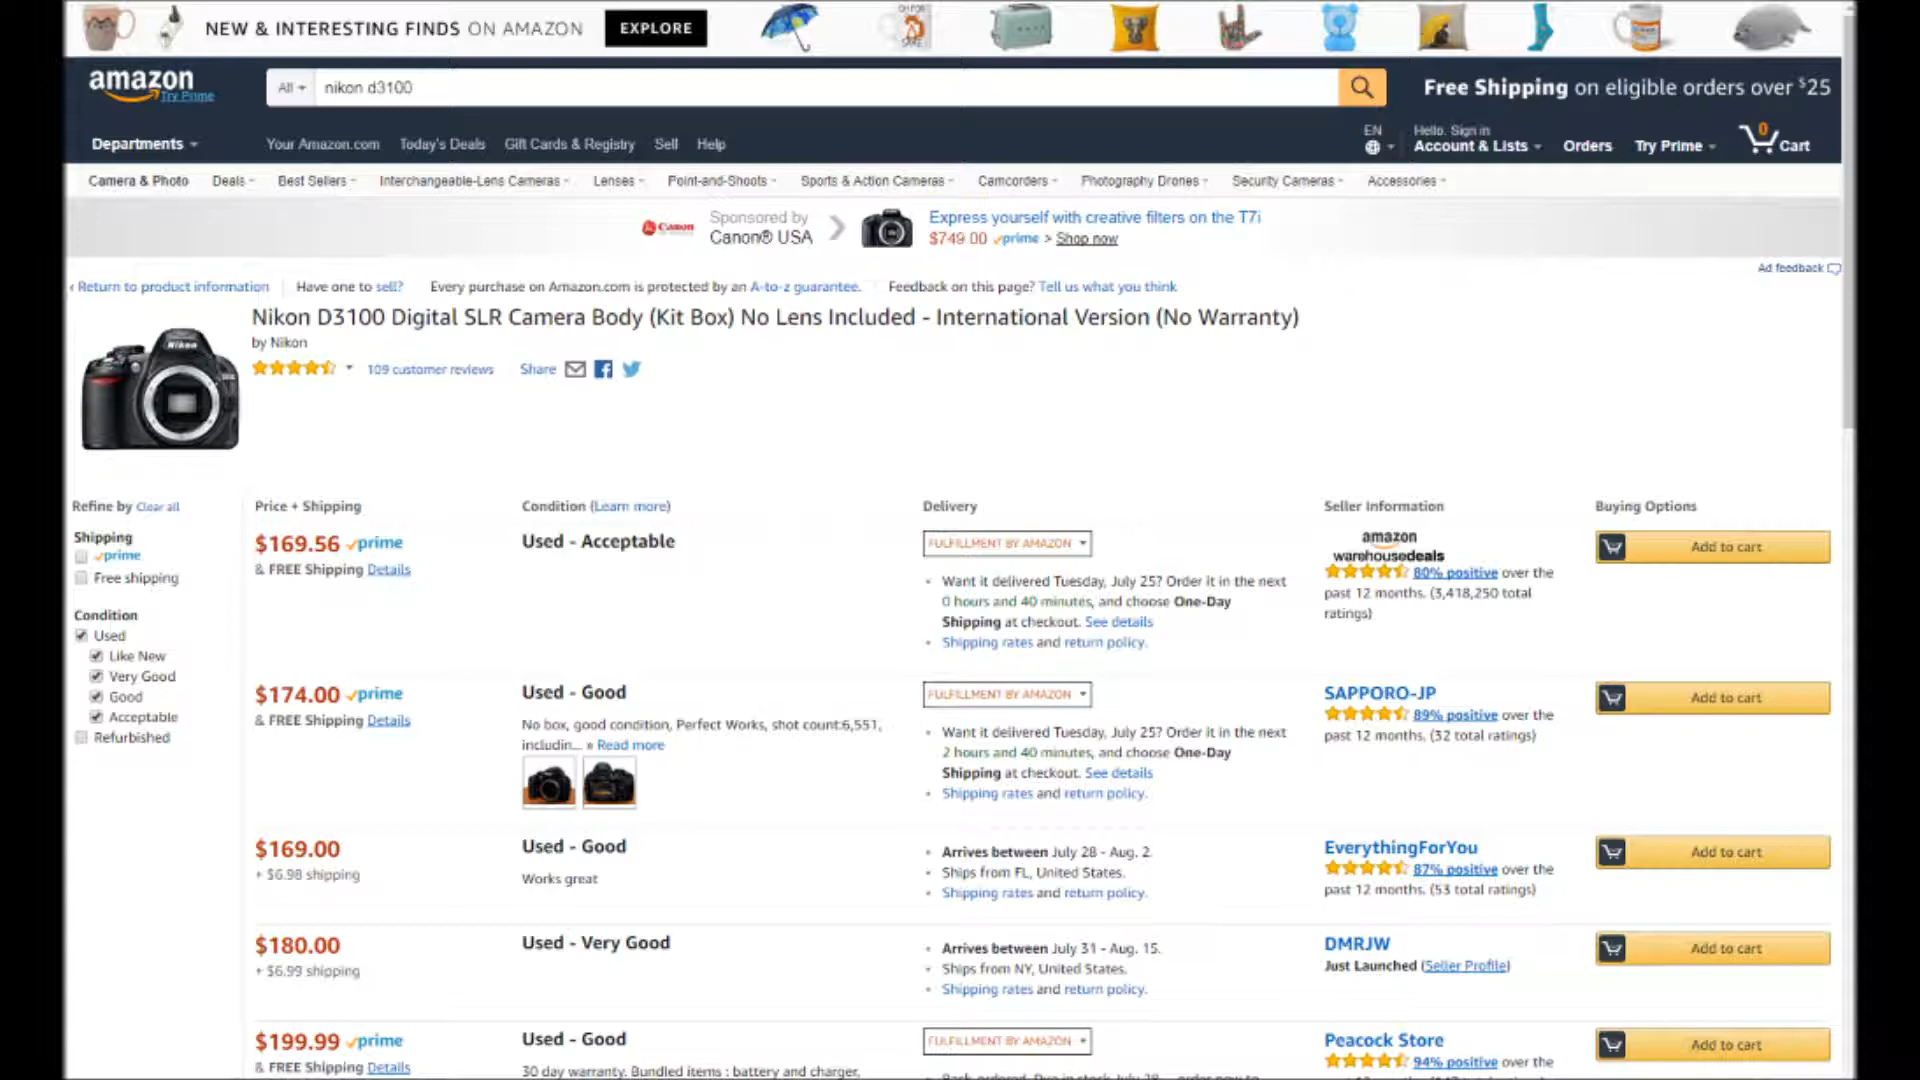 NEW & INTERESTING FINDS ON AMAZON EXPLORE
amazon
Try Prime
All
nikon d3100
Free Shipping on eligible orders over $25
Departments
Your Amazon.com Today's Deals Gift Cards & Registry Sell Help
EN
Hello. Sign in
Account & Lists
Orders
Try Prime
0
Cart
Camera & Photo Deals Best Sellers Interchangeable-Lens Cameras Lenses Point-and-Shoots Sports & Action Cameras Camcorders Photography Drones Security Cameras Accessories
Canon
Sponsored by
Canon® USA
Express yourself with creative filters on the T7i
$749.00 prime > Shop now
Ad feedback
‹ Return to product information Have one to sell? Every purchase on Amazon.com is protected by an A-to-z guarantee. Feedback on this page? Tell us what you think
Nikon D3100 Digital SLR Camera Body (Kit Box) No Lens Included - International Version (No Warranty)
by Nikon
109 customer reviews Share
Nikon
Refine by Clear all
Shipping
prime
Free shipping
Condition
Used
Like New
Very Good
Good
Acceptable
Refurbished
Price + Shipping Condition (Learn more) Delivery Seller Information Buying Options
$169.56 prime
& FREE Shipping Details
Used - Acceptable
FULFILLMENT BY AMAZON
• Want it delivered Tuesday, July 25? Order it in the next
0 hours and 40 minutes, and choose One-Day
Shipping at checkout. See details
• Shipping rates and return policy.
amazon
warehousedeals
80% positive over the
past 12 months. (3,418,250 total
ratings)
Add to cart
$174.00 prime
& FREE Shipping Details
Used - Good
No box, good condition, Perfect Works, shot count:6,551,
includin... » Read more
FULFILLMENT BY AMAZON
• Want it delivered Tuesday, July 25? Order it in the next
2 hours and 40 minutes, and choose One-Day
Shipping at checkout. See details
• Shipping rates and return policy.
SAPPORO-JP
89% positive over the
past 12 months. (32 total ratings)
Add to cart
$169.00
+ $6.98 shipping
Used - Good
Works great
• Arrives between July 28 - Aug. 2.
• Ships from FL, United States.
• Shipping rates and return policy.
EverythingForYou
87% positive over the
past 12 months. (53 total ratings)
Add to cart
$180.00
+ $6.99 shipping
Used - Very Good
• Arrives between July 31 - Aug. 15.
• Ships from NY, United States.
• Shipping rates and return policy.
DMRJW
Just Launched (Seller Profile)
Add to cart
$199.99 prime
& FREE Shipping Details
Used - Good
30 day warranty. Bundled items : battery and charger,
FULFILLMENT BY AMAZON
Peacock Store
94% positive over the
Add to cart